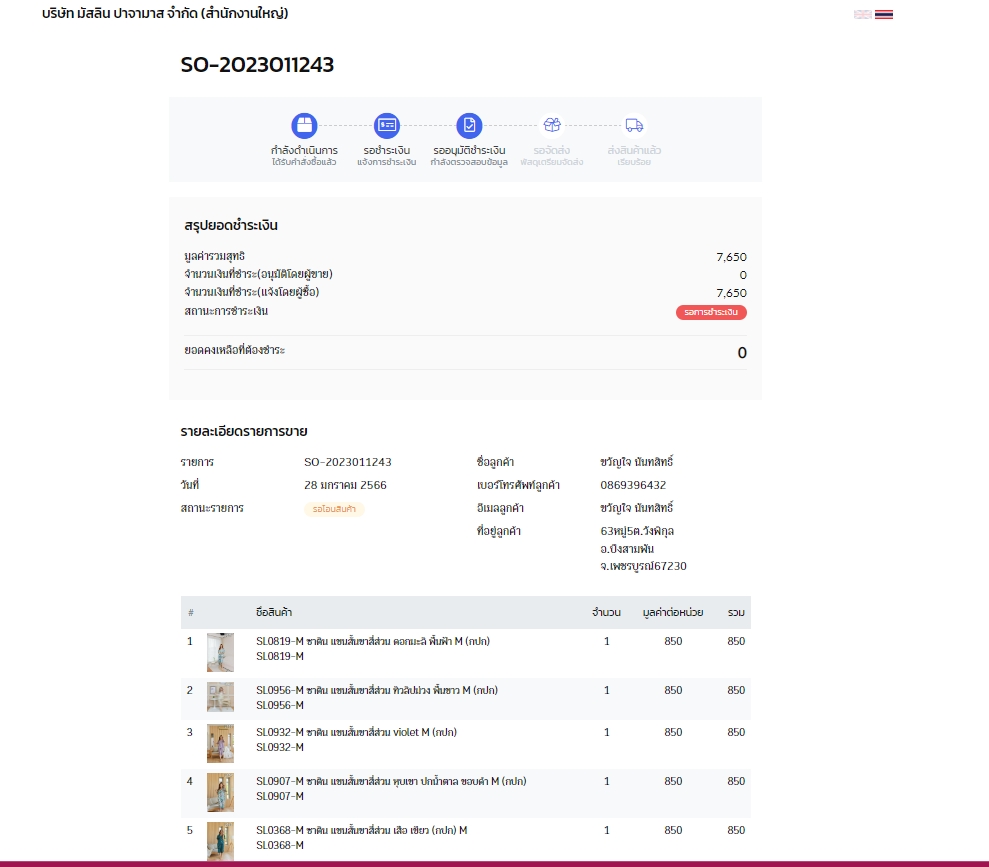 บริษัท มัสลิน ปาจามาส จำกัด (สำนักงานใหญ่)
SO-2023011243
กำลังดำเนินการ รอชำระเงิน รออนุมัติชำระเงิน รอจัดส่ง ส่งสินค้าแล้ว
ได้รับคำสั่งซื้อแล้ว แจ้งการชำระเงิน กำลังตรวจสอบข้อมูล พัสดุเตรียมจัดส่ง เรียบร้อย
สรุปยอดชำระเงิน
มูลค่ารวมสุทธิ 7,650
จำนวนเงินที่ชำระ(อนุมัติโดยผู้ขาย) 0
จำนวนเงินที่ชำระ(แจ้งโดยผู้ซื้อ) 7,650
สถานะการชำระเงิน รอการชำระเงิน
ยอดคงเหลือที่ต้องชำระ 0
รายละเอียดรายการขาย
รายการ SO-2023011243 ชื่อลูกค้า ขวัญใจ นันทสิทธิ์
วันที่ 28 มกราคม 2566 เบอร์โทรศัพท์ลูกค้า 0869396432
สถานะรายการ รอโอนสินค้า อีเมลลูกค้า ขวัญใจ นันทสิทธิ์
ที่อยู่ลูกค้า 63หมู่5ต.วังพิกุล
อ.บึงสามพัน
จ.เพชรบูรณ์67230
# ชื่อสินค้า จำนวน มูลค่าต่อหน่วย รวม
1 SL0819-M ซาติน แขนสั้นขาสี่ส่วน ดอกมะลิ พื้นฟ้า M (กปก) 1 850 850
SL0819-M
2 SL0956-M ซาติน แขนสั้นขาสี่ส่วน ทิวลิปม่วง พื้นขาว M (กปก) 1 850 850
SL0956-M
3 SL0932-M ซาติน แขนสั้นขาสี่ส่วน violet M (กปก) 1 850 850
SL0932-M
4 SL0907-M ซาติน แขนสั้นขาสี่ส่วน หุบเขา ปกน้ำตาล ขอบดำ M (กปก) 1 850 850
SL0907-M
5 SL0368-M ซาติน แขนสั้นขาสี่ส่วน เสือ เขียว (กปก) M 1 850 850
SL0368-M